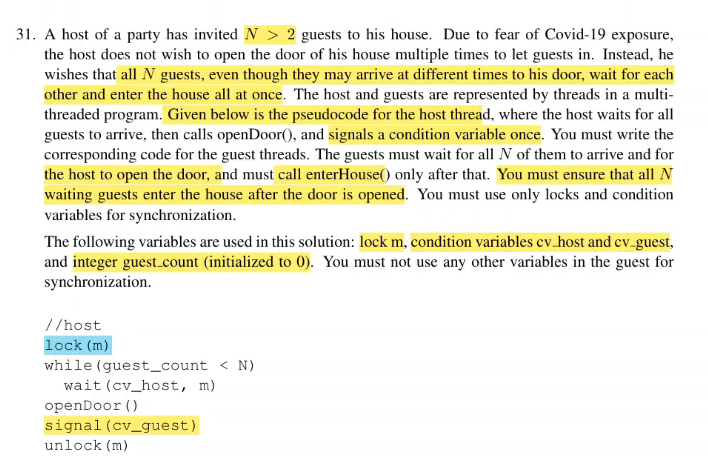 31. A host of a party has invited N > 2 guests to his house. Due to fear of Covid-19 exposure,
the host does not wish to open the door of his house multiple times to let guests in. Instead, he
wishes that all N guests, even though they may arrive at different times to his door, wait for each
other and enter the house all at once. The host and guests are represented by threads in a multi-
threaded program. Given below is the pseudocode for the host thread, where the host waits for all
guests to arrive, then calls openDoor(), and signals a condition variable once. You must write the
corresponding code for the guest threads. The guests must wait for all N of them to arrive and for
the host to open the door, and must call enterHouse() only after that. You must ensure that all N
waiting guests enter the house after the door is opened. You must use only locks and condition
variables for synchronization.
The following variables are used in this solution: lock m, condition variables cv_host and cv_guest,
and integer guest_count (initialized to 0). You must not use any other variables in the guest for
synchronization.
//host
lock(m)
while(guest_count < N)
wait(cv_host, m)
openDoor()
signal(cv_guest)
unlock(m)